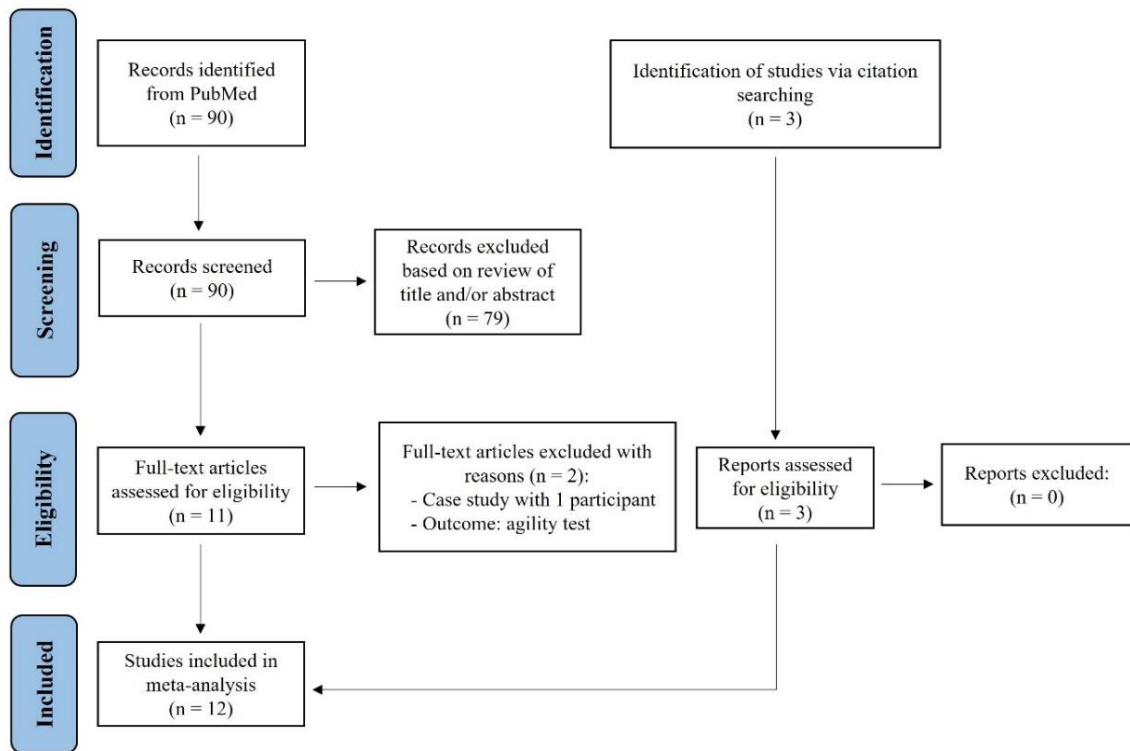 Identification
Records identified
from PubMed
(n = 90)
Identification of studies via citation
searching
(n = 3)
Screening
Records screened
(n = 90)
Records excluded
based on review of
title and/or abstract
(n = 79)
Eligibility
Full-text articles
assessed for eligibility
(n = 11)
Full-text articles excluded with
reasons (n = 2):
- Case study with 1 participant
- Outcome: agility test
Reports assessed
for eligibility
(n = 3)
Reports excluded:
(n = 0)
Included
Studies included in
meta-analysis
(n = 12)